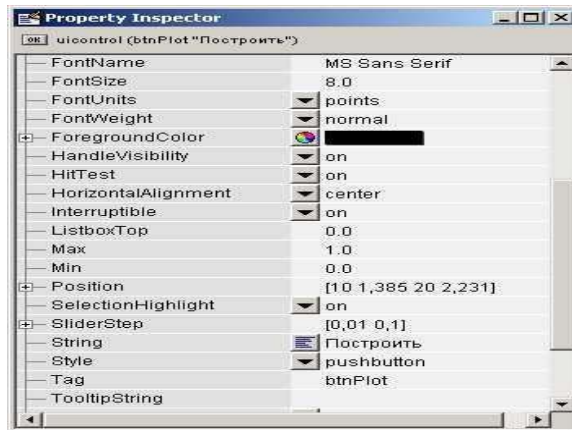 Property Inspector
OK uicontrol (btnPlot "Построить")
FontName MS Sans Serif
FontSize 8.0
FontUnits points
FontWeight normal
ForegroundColor
HandleVisibility on
HitTest on
HorizontalAlignment center
Interruptible on
ListboxTop 0.0
Max 1.0
Min 0.0
Position [10 1,385 20 2,231]
SelectionHighlight on
SliderStep [0,01 0,1]
String Построить
Style pushbutton
Tag btnPlot
TooltipString